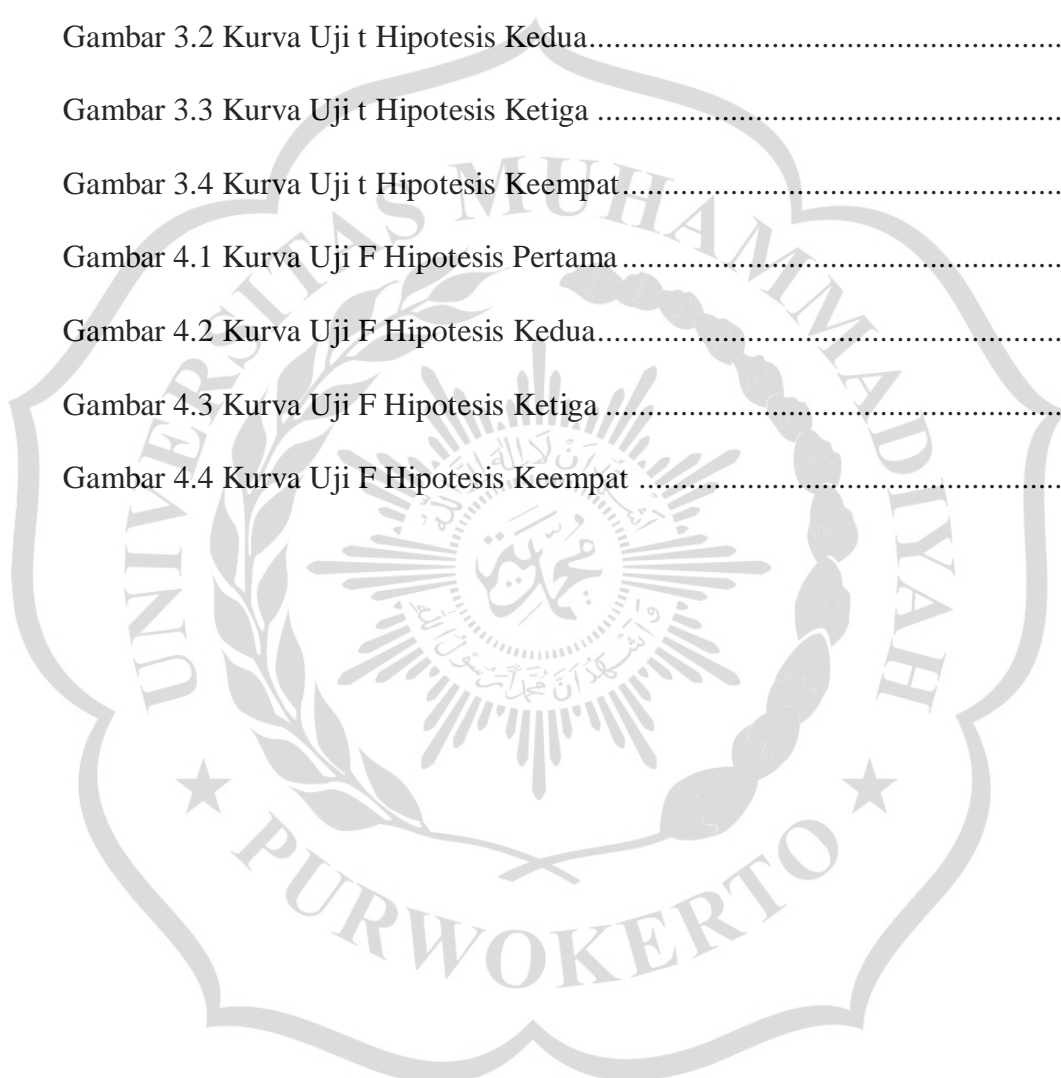 Gambar 3.2 Kurva Uji t Hipotesis Kedua..........................................................
Gambar 3.3 Kurva Uji t Hipotesis Ketiga .........................................................
Gambar 3.4 Kurva Uji t Hipotesis Keempat......................................................
Gambar 4.1 Kurva Uji F Hipotesis Pertama......................................................
Gambar 4.2 Kurva Uji F Hipotesis Kedua.........................................................
Gambar 4.3 Kurva Uji F Hipotesis Ketiga ........................................................
Gambar 4.4 Kurva Uji F Hipotesis Keempat ....................................................
UNIVERSITAS MUHAMMADIYAH
PURWOKERTO